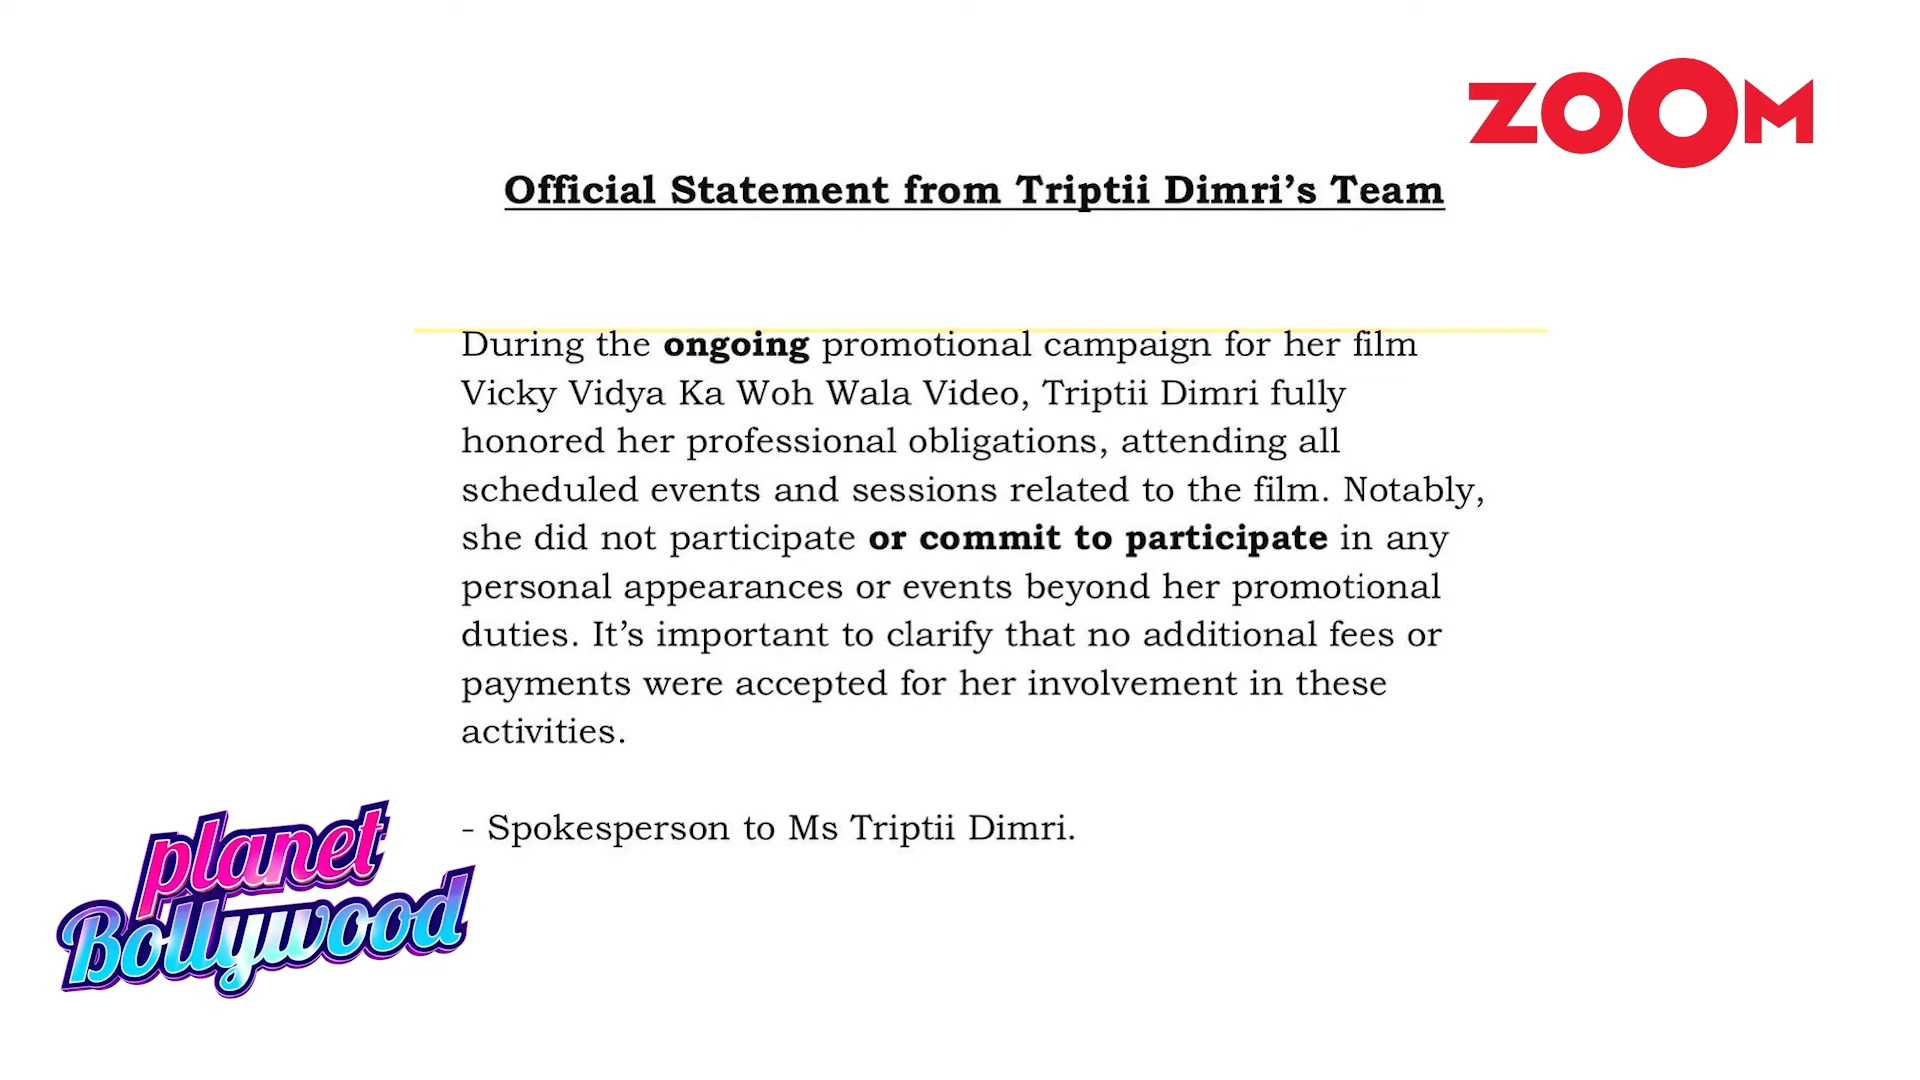 ZOOM
Official Statement from Triptii Dimri’s Team
During the ongoing promotional campaign for her film
Vicky Vidya Ka Woh Wala Video, Triptii Dimri fully
honored her professional obligations, attending all
scheduled events and sessions related to the film. Notably,
she did not participate or commit to participate in any
personal appearances or events beyond her promotional
duties. It’s important to clarify that no additional fees or
payments were accepted for her involvement in these
activities.
- Spokesperson to Ms Triptii Dimri.
planet
Bollywood